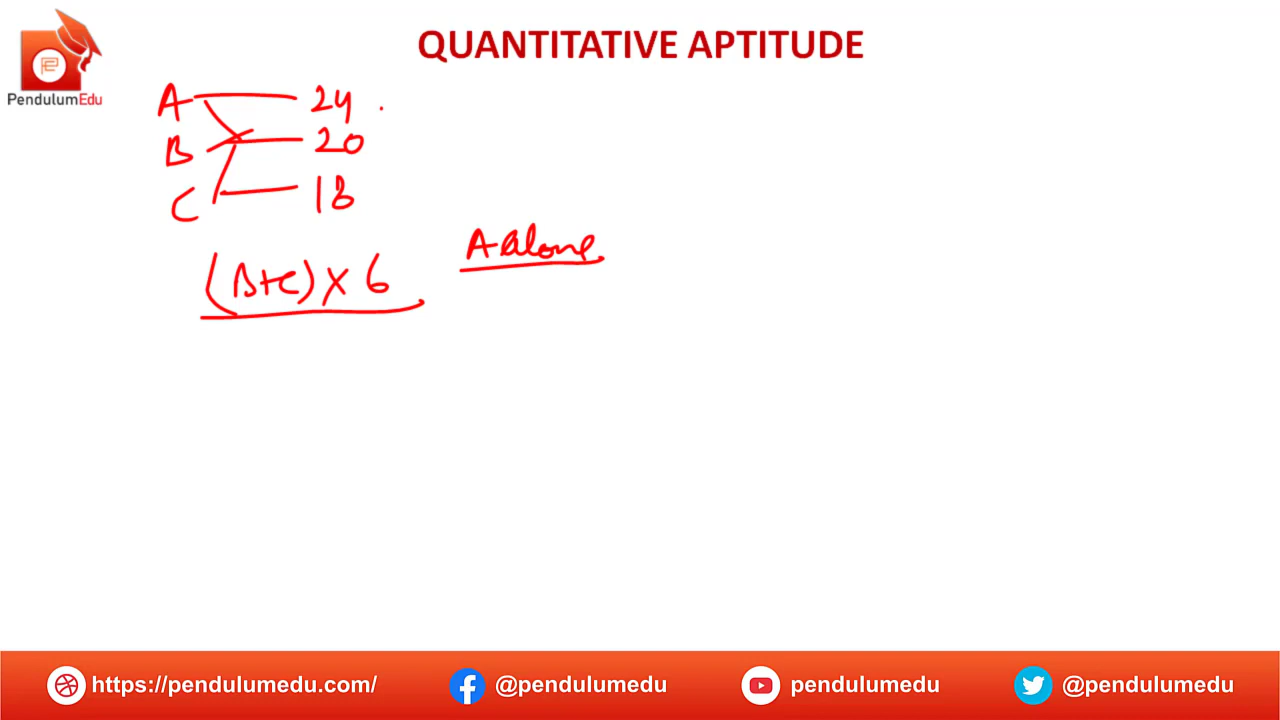 QUANTITATIVE APTITUDE
PendulumEdu
A 24
B 20
C 18
A alone
(B+C) x 6
https://pendulumedu.com/
@pendulumedu
pendulumedu
@pendulumedu